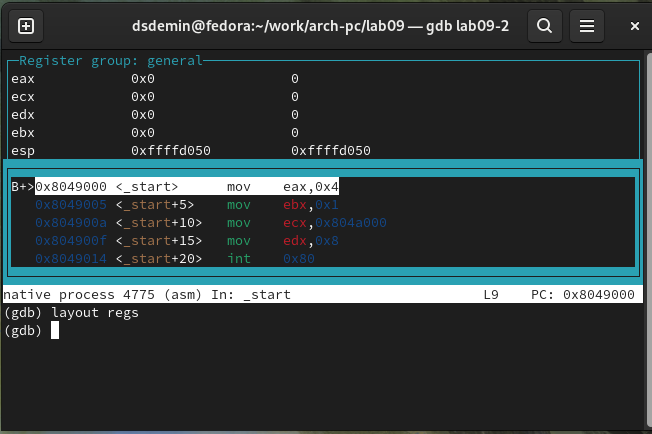 dsdemin@fedora:~/work/arch-pc/lab09 — gdb lab09-2
Register group: general
eax 0x0 0
ecx 0x0 0
edx 0x0 0
ebx 0x0 0
esp 0xffffd050 0xffffd050
B+>0x8049000 <_start> mov eax,0x4
0x8049005 <_start+5> mov ebx,0x1
0x804900a <_start+10> mov ecx,0x804a000
0x804900f <_start+15> mov edx,0x8
0x8049014 <_start+20> int 0x80
native process 4775 (asm) In: _start L9 PC: 0x8049000
(gdb) layout regs
(gdb)